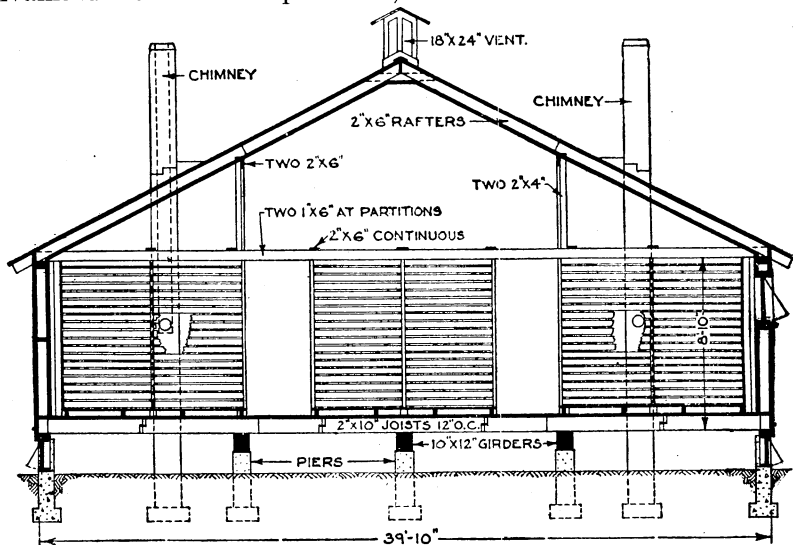 18"X24" VENT.
CHIMNEY
CHIMNEY
2"X6" RAFTERS
TWO 2"X6"
TWO 2"X4"
TWO 1"X6" AT PARTITIONS
2"X6" CONTINUOUS
8'-10"
2"X10" JOISTS 12"O.C.
10"X12" GIRDERS
PIERS
39'-10"